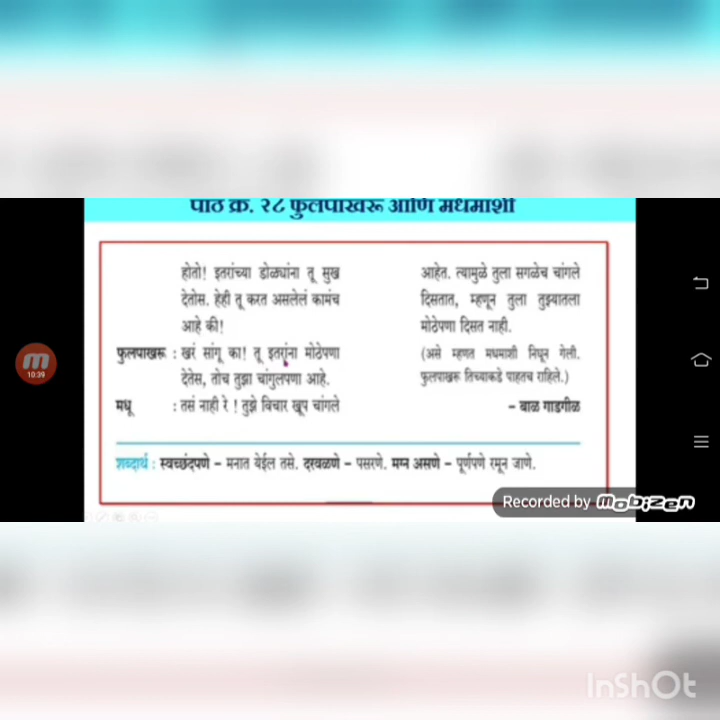 पाठ क्र. २८ फुलपाखरू आणि मधमाशी
होतो! इतरांच्या डोळ्यांना तू सुख
देतोस. हेही तू करत असलेलं कामंच
आहे की!
फुलपाखरू : खरं सांगू का! तू इतरांना मोठेपणा
देतेस, तोच तुझा चांगुलपणा आहे.
मधू : तसं नाही रे ! तुझे विचार खूप चांगले
आहेत. त्यामुळे तुला सगळेच चांगले
दिसतात, म्हणून तुला तुझ्यातला
मोठेपणा दिसत नाही.
(असे म्हणत मधमाशी निघून गेली.
फुलपाखरू तिच्याकडे पाहतच राहिले.)
– बाळ गाडगीळ
शब्दार्थ : स्वच्छंदपणे – मनात येईल तसे. दरवळणे – पसरणे. मग्न असणे – पूर्णपणे रमून जाणे.
10:39
Recorded by Mobizen
InShOt